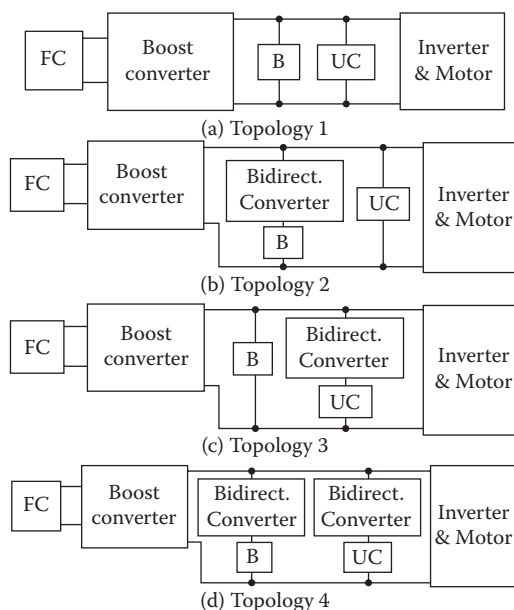 FC
Boost
converter
B
UC
Inverter
& Motor
(a) Topology 1
FC
Boost
converter
Bidirect.
Converter
B
UC
Inverter
& Motor
(b) Topology 2
FC
Boost
converter
B
Bidirect.
Converter
UC
Inverter
& Motor
(c) Topology 3
FC
Boost
converter
Bidirect.
Converter
B
Bidirect.
Converter
UC
Inverter
& Motor
(d) Topology 4